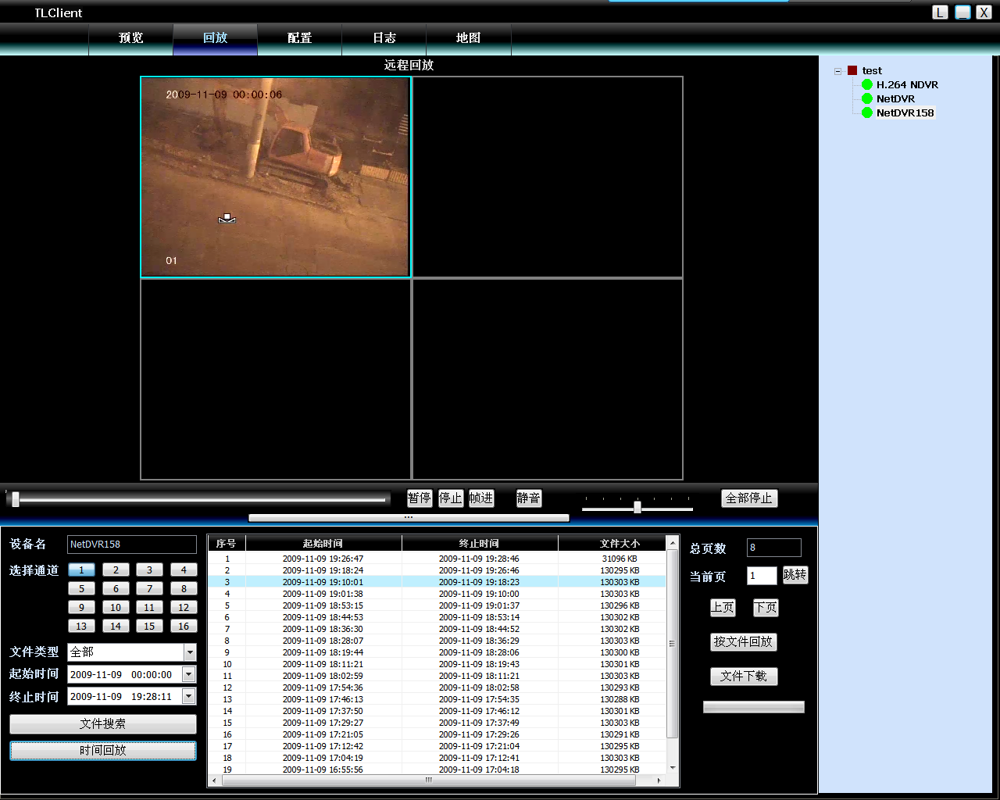 TLClient
L _ X
预览 回放 配置 日志 地图
远程回放
2009-11-09 00:00:06
01
test
H.264 NDVR
NetDVR
NetDVR158
暂停 停止 帧进 静音 全部停止
设备名 NetDVR158
选择通道 1 2 3 4
5 6 7 8
9 10 11 12
13 14 15 16
文件类型 全部
起始时间 2009-11-09 00:00:00
终止时间 2009-11-09 19:28:11
文件搜索
时间回放
序号 起始时间 终止时间 文件大小
1 2009-11-09 19:26:47 2009-11-09 19:28:46 31096 KB
2 2009-11-09 19:18:24 2009-11-09 19:26:46 130295 KB
3 2009-11-09 19:10:01 2009-11-09 19:18:23 130303 KB
4 2009-11-09 19:01:38 2009-11-09 19:10:00 130303 KB
5 2009-11-09 18:53:15 2009-11-09 19:01:37 130296 KB
6 2009-11-09 18:44:53 2009-11-09 18:53:14 130302 KB
7 2009-11-09 18:36:30 2009-11-09 18:44:52 130302 KB
8 2009-11-09 18:28:07 2009-11-09 18:36:29 130303 KB
9 2009-11-09 18:19:44 2009-11-09 18:28:06 130300 KB
10 2009-11-09 18:11:21 2009-11-09 18:19:43 130301 KB
11 2009-11-09 18:02:59 2009-11-09 18:11:21 130303 KB
12 2009-11-09 17:54:36 2009-11-09 18:02:58 130293 KB
13 2009-11-09 17:46:13 2009-11-09 17:54:35 130288 KB
14 2009-11-09 17:37:50 2009-11-09 17:46:12 130301 KB
15 2009-11-09 17:29:27 2009-11-09 17:37:49 130303 KB
16 2009-11-09 17:21:05 2009-11-09 17:29:26 130291 KB
17 2009-11-09 17:12:42 2009-11-09 17:21:04 130295 KB
18 2009-11-09 17:04:19 2009-11-09 17:12:41 130303 KB
19 2009-11-09 16:55:56 2009-11-09 17:04:18 130295 KB
总页数 8
当前页 1 跳转
上页 下页
按文件回放
文件下载